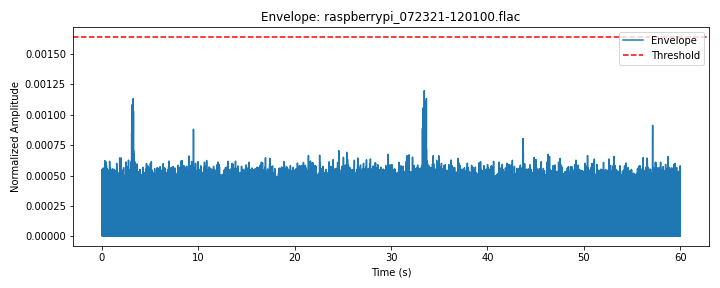 Envelope: raspberrypi_072321-120100.flac
Envelope
Threshold
Normalized Amplitude
0.00150
0.00125
0.00100
0.00075
0.00050
0.00025
0.00000
0 10 20 30 40 50 60
Time (s)